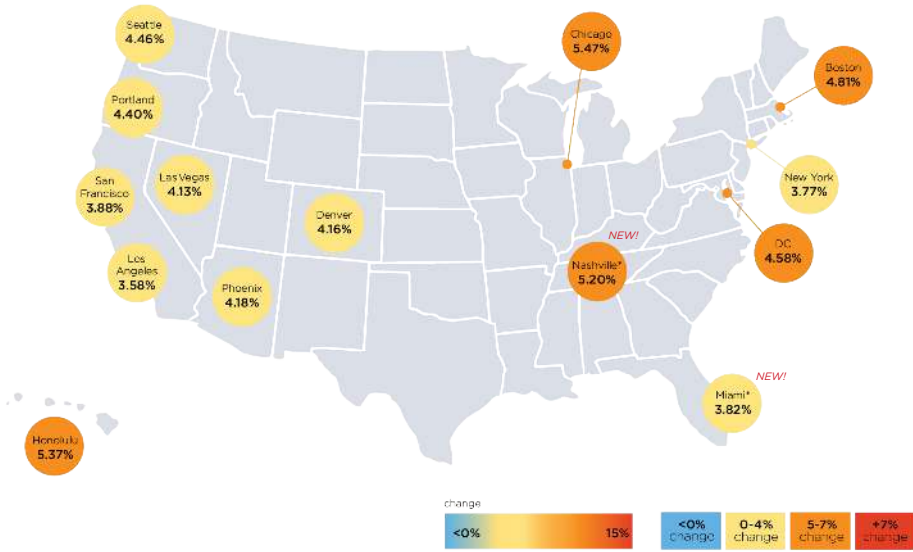 Seattle
4.46%
Portland
4.40%
San
Francisco
3.88%
Las Vegas
4.13%
Los
Angeles
3.58%
Phoenix
4.18%
Denver
4.16%
Chicago
5.47%
Boston
4.81%
New York
3.77%
DC
4.58%
NEW!
Nashville*
5.20%
NEW!
Miami*
3.82%
Honolulu
5.37%
change
<0% 15%
<0%
change
0-4%
change
5-7%
change
+7%
change